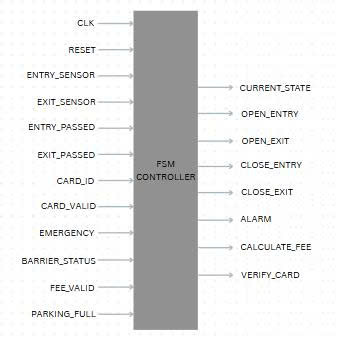 CLK
RESET
ENTRY_SENSOR
EXIT_SENSOR
ENTRY_PASSED
EXIT_PASSED
CARD_ID
CARD_VALID
EMERGENCY
BARRIER_STATUS
FEE_VALID
PARKING_FULL
FSM
CONTROLLER
CURRENT_STATE
OPEN_ENTRY
OPEN_EXIT
CLOSE_ENTRY
CLOSE_EXIT
ALARM
CALCULATE_FEE
VERIFY_CARD